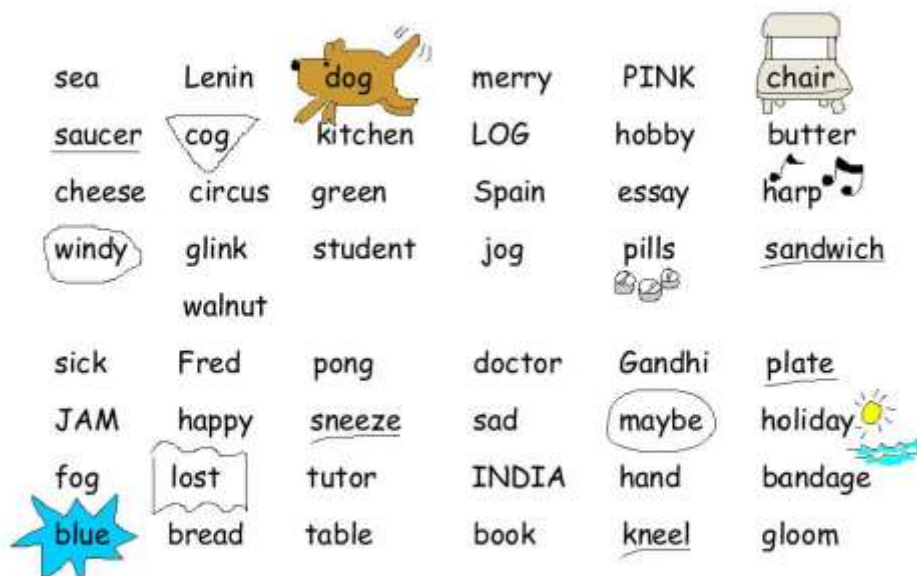 sea Lenin dog merry PINK chair
saucer cog kitchen LOG hobby butter
cheese circus green Spain essay harp
windy glink student jog pills sandwich
walnut
sick Fred pong doctor Gandhi plate
JAM happy sneeze sad maybe holiday
fog lost tutor INDIA hand bandage
blue bread table book kneel gloom